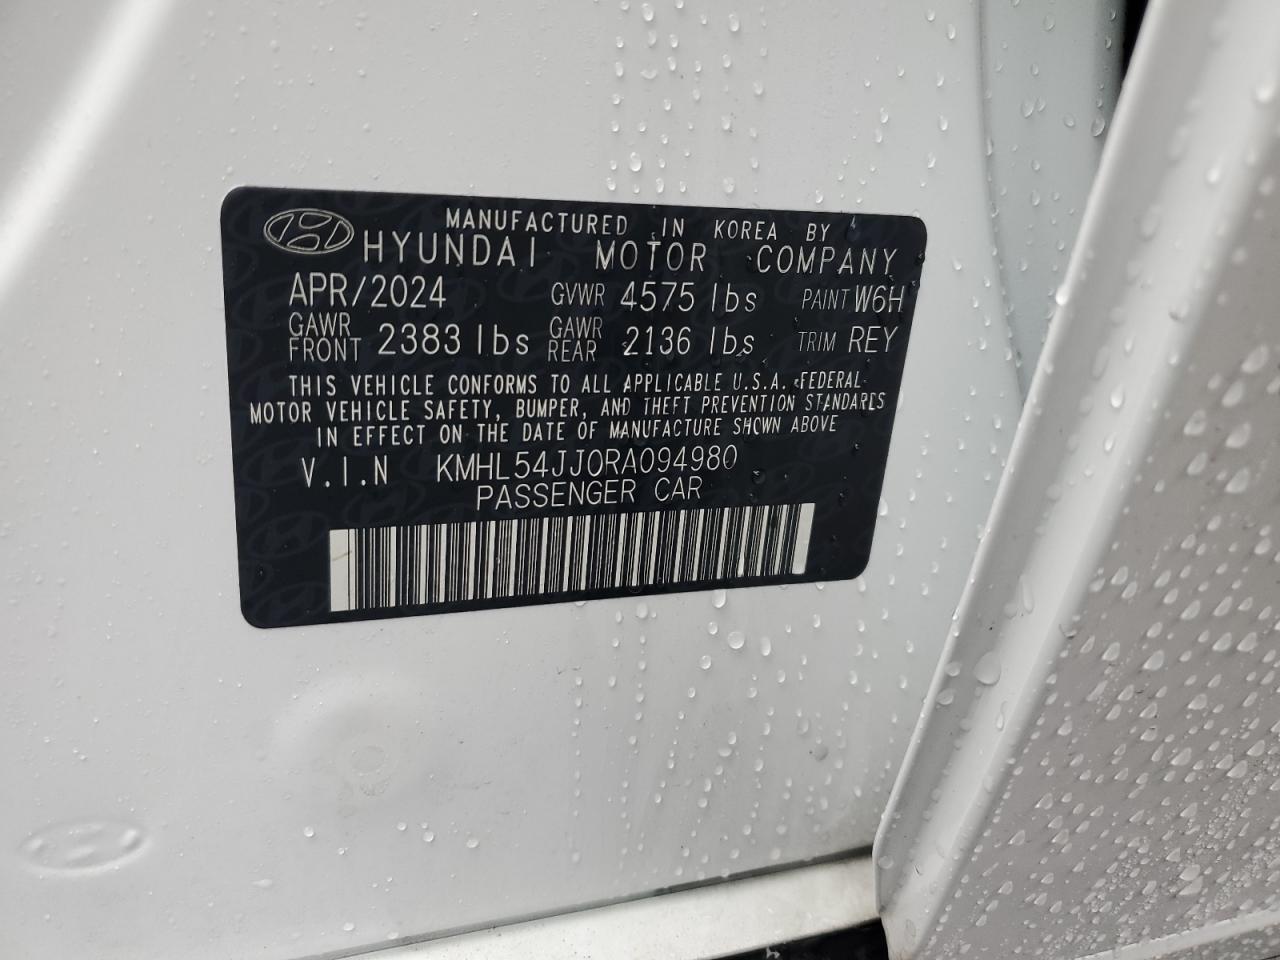 MANUFACTURED IN KOREA BY
HYUNDAI MOTOR COMPANY
APR/2024 GVWR 4575 lbs PAINT W6H
GAWR FRONT 2383 lbs GAWR REAR 2136 lbs TRIM REY
THIS VEHICLE CONFORMS TO ALL APPLICABLE U.S.A. FEDERAL
MOTOR VEHICLE SAFETY, BUMPER, AND THEFT PREVENTION STANDARDS
IN EFFECT ON THE DATE OF MANUFACTURE SHOWN ABOVE
V.I.N KMHL54JJ0RA094980
PASSENGER CAR